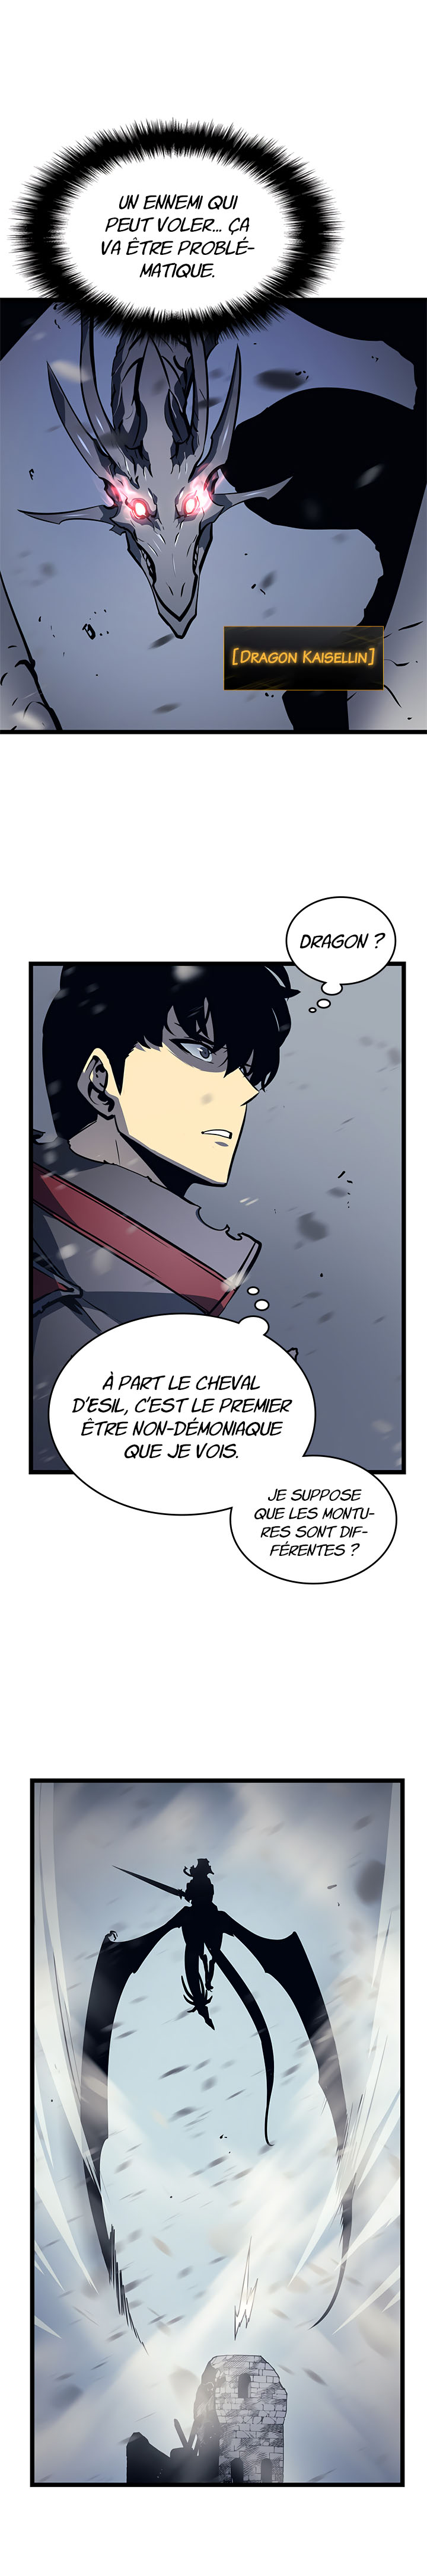 UN ENNEMI QUI
PEUT VOLER... ÇA
VA ÊTRE PROBLÉ-
MATIQUE.
[DRAGON KAISELLIN]
DRAGON ?
À PART LE CHEVAL
D'ESIL, C'EST LE PREMIER
ÊTRE NON-DÉMONIAQUE
QUE JE VOIS.
JE SUPPOSE
QUE LES MONTU-
RES SONT DIF-
FÉRENTES ?